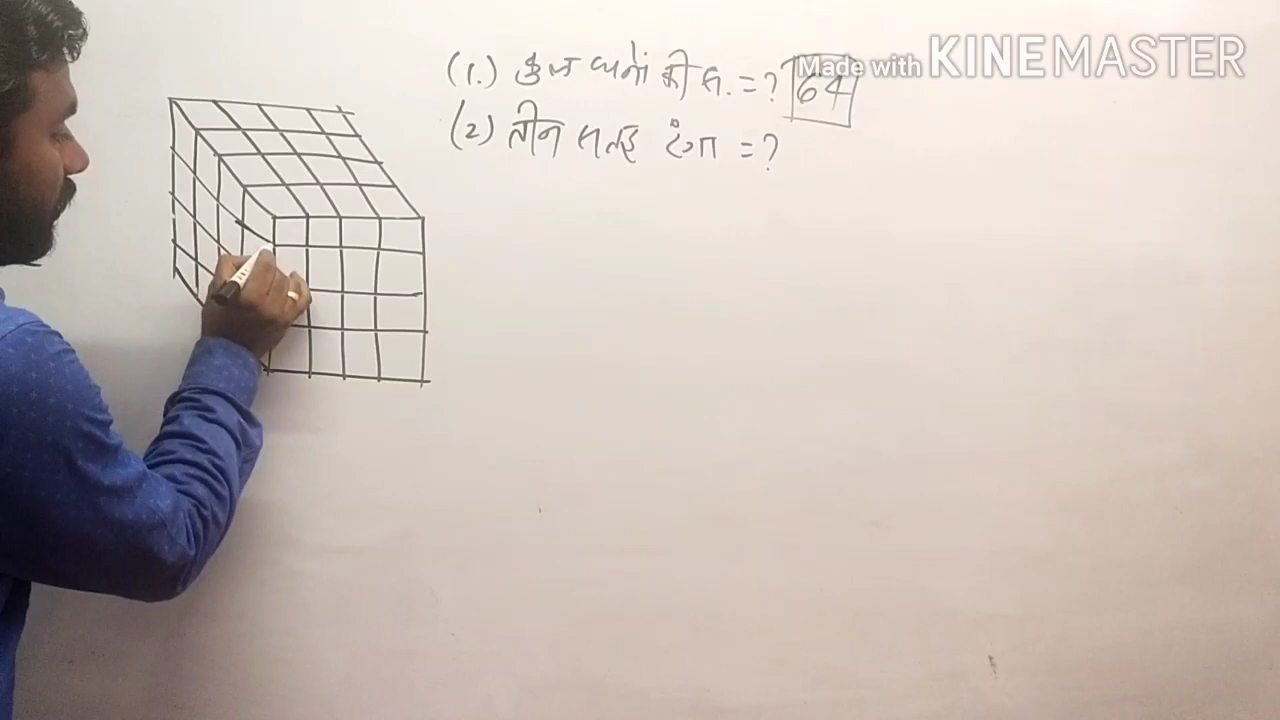 (1.) कुल घनों की सं. = ? 64
(2) तीन सतह रंगा = ?
Made with KINEMASTER